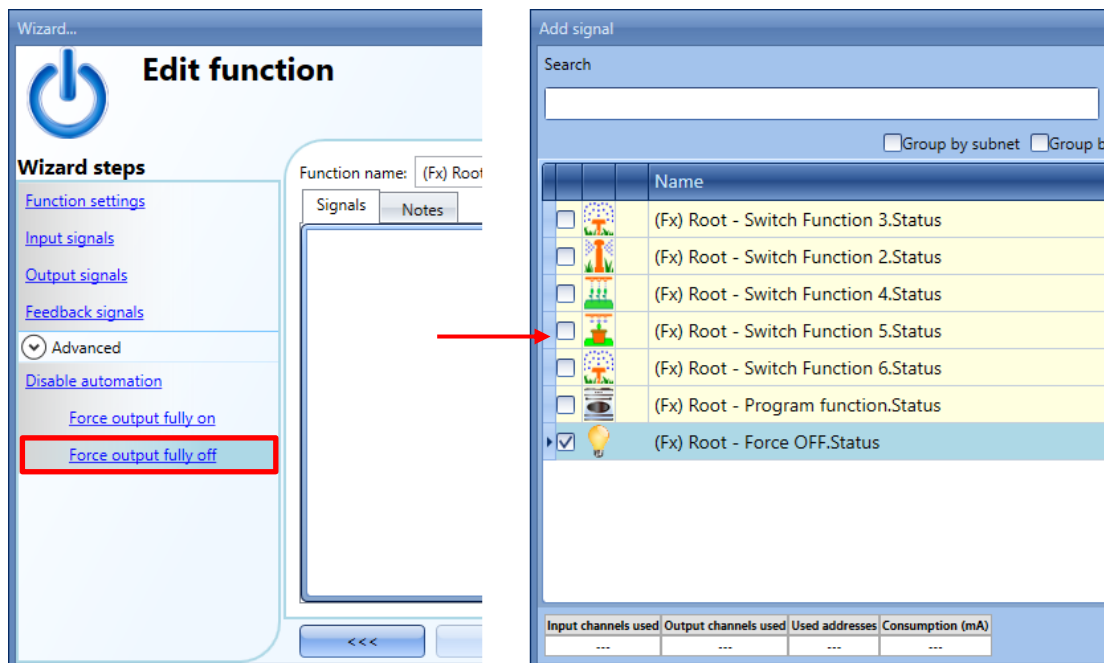 Wizard...
Edit function
Wizard steps
Function settings
Input signals
Output signals
Feedback signals
Advanced
Disable automation
Force output fully on
Force output fully off
Function name: (Fx) Root
Signals Notes
<<<
Add signal
Search
Group by subnet Group b
Name
(Fx) Root - Switch Function 3.Status
(Fx) Root - Switch Function 2.Status
(Fx) Root - Switch Function 4.Status
(Fx) Root - Switch Function 5.Status
(Fx) Root - Switch Function 6.Status
(Fx) Root - Program function.Status
(Fx) Root - Force OFF.Status
Input channels used Output channels used Used addresses Consumption (mA)
--- --- --- ---